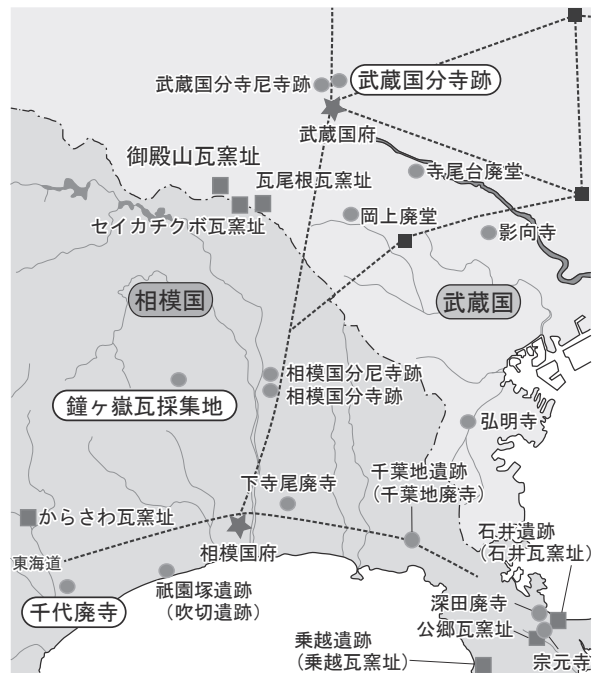 武蔵国分寺尼寺跡
武蔵国分寺跡
武蔵国府
御殿山瓦窯址
瓦尾根瓦窯址
寺尾台廃堂
セイカチクボ瓦窯址
岡上廃堂
影向寺
相模国
武蔵国
相模国分尼寺跡
相模国分寺跡
鐘ヶ嶽瓦採集地
弘明寺
千葉地遺跡
（千葉地廃寺）
下寺尾廃寺
からさわ瓦窯址
石井遺跡
（石井瓦窯址）
相模国府
東海道
祇園塚遺跡
（吹切遺跡）
千代廃寺
深田廃寺
公郷瓦窯址
乗越遺跡
（乗越瓦窯址）
宗元寺